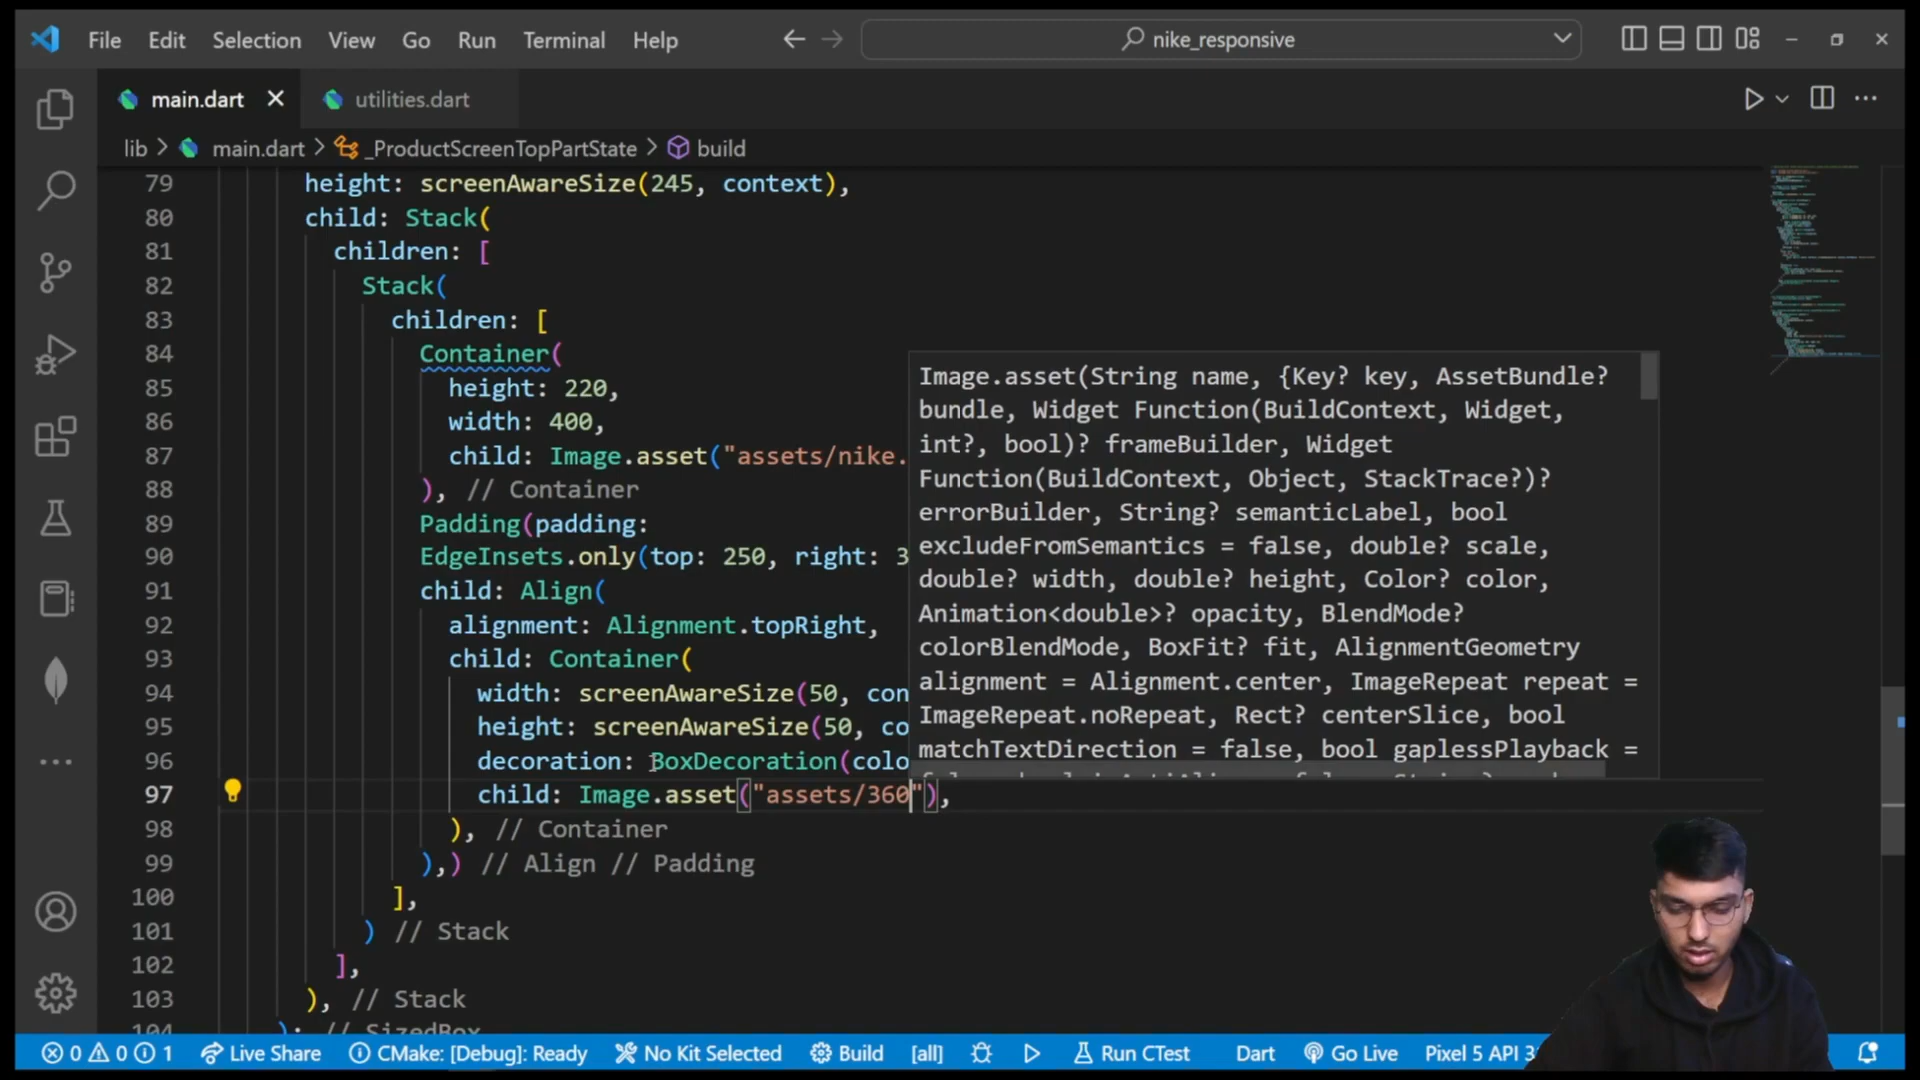 File Edit Selection View Go Run Terminal Help nike_responsive
main.dart utilities.dart
lib > main.dart > _ProductScreenTopPartState > build
79 height: screenAwareSize(245, context),
80 child: Stack(
81 children: [
82 Stack(
83 children: [
84 Container(
85 height: 220,
86 width: 400,
87 child: Image.asset("assets/nike.
88 ), // Container
89 Padding(padding:
90 EdgeInsets.only(top: 250, right: 3
91 child: Align(
92 alignment: Alignment.topRight,
93 child: Container(
94 width: screenAwareSize(50, con
95 height: screenAwareSize(50, co
96 decoration: BoxDecoration(colo
97 child: Image.asset("assets/360"),
98 ), // Container
99 ),) // Align // Padding
100 ],
101 ) // Stack
102 ],
103 ), // Stack
104 ); // SizedBox
Image.asset(String name, {Key? key, AssetBundle?
bundle, Widget Function(BuildContext, Widget,
int?, bool)? frameBuilder, Widget
Function(BuildContext, Object, StackTrace?)?
errorBuilder, String? semanticLabel, bool
excludeFromSemantics = false, double? scale,
double? width, double? height, Color? color,
Animation<double>? opacity, BlendMode?
colorBlendMode, BoxFit? fit, AlignmentGeometry
alignment = Alignment.center, ImageRepeat repeat =
ImageRepeat.noRepeat, Rect? centerSlice, bool
matchTextDirection = false, bool gaplessPlayback =
0 0 1 Live Share CMake: [Debug]: Ready No Kit Selected Build [all] Run CTest Dart Go Live Pixel 5 API 3